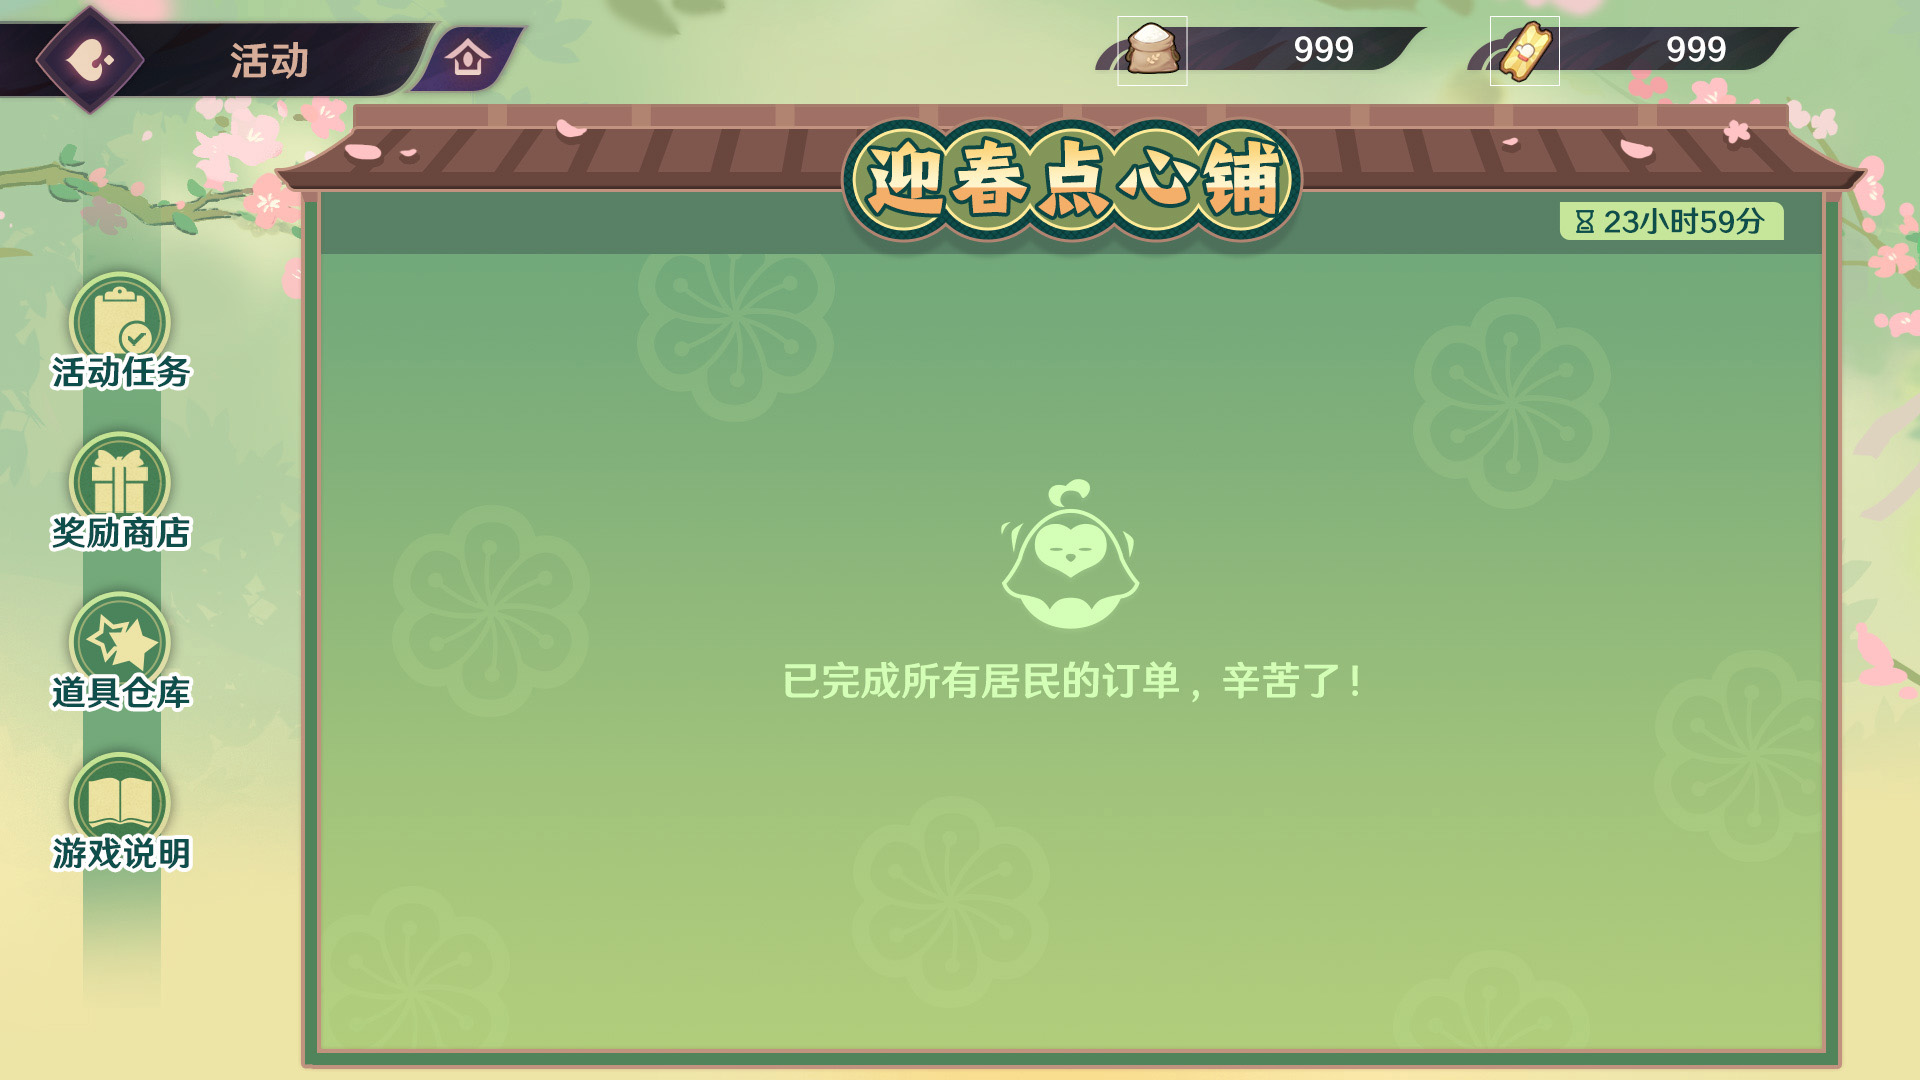 活动
999
999
迎春点心铺
23小时59分
活动任务
奖励商店
道具仓库
游戏说明
已完成所有居民的订单，辛苦了！